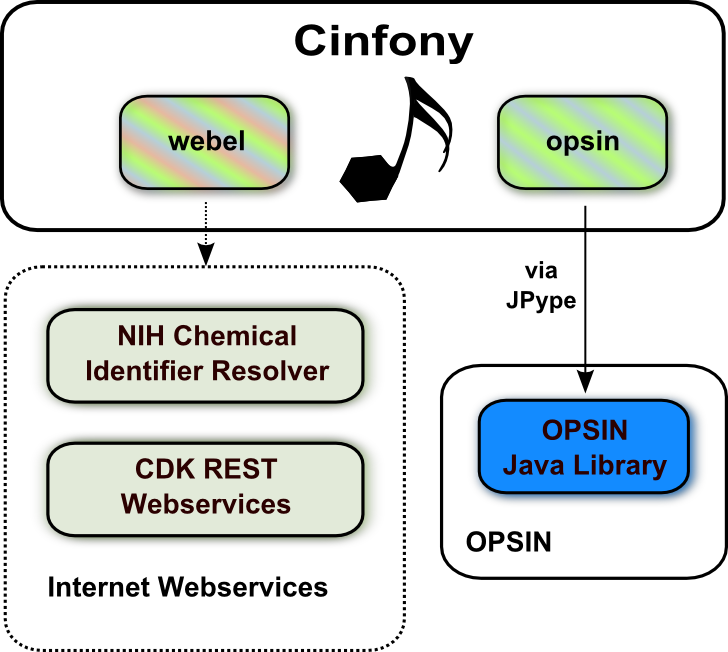 Cinfony
webel
opsin
via
JPype
NIH Chemical
Identifier Resolver
CDK REST
Webservices
Internet Webservices
OPSIN
Java Library
OPSIN